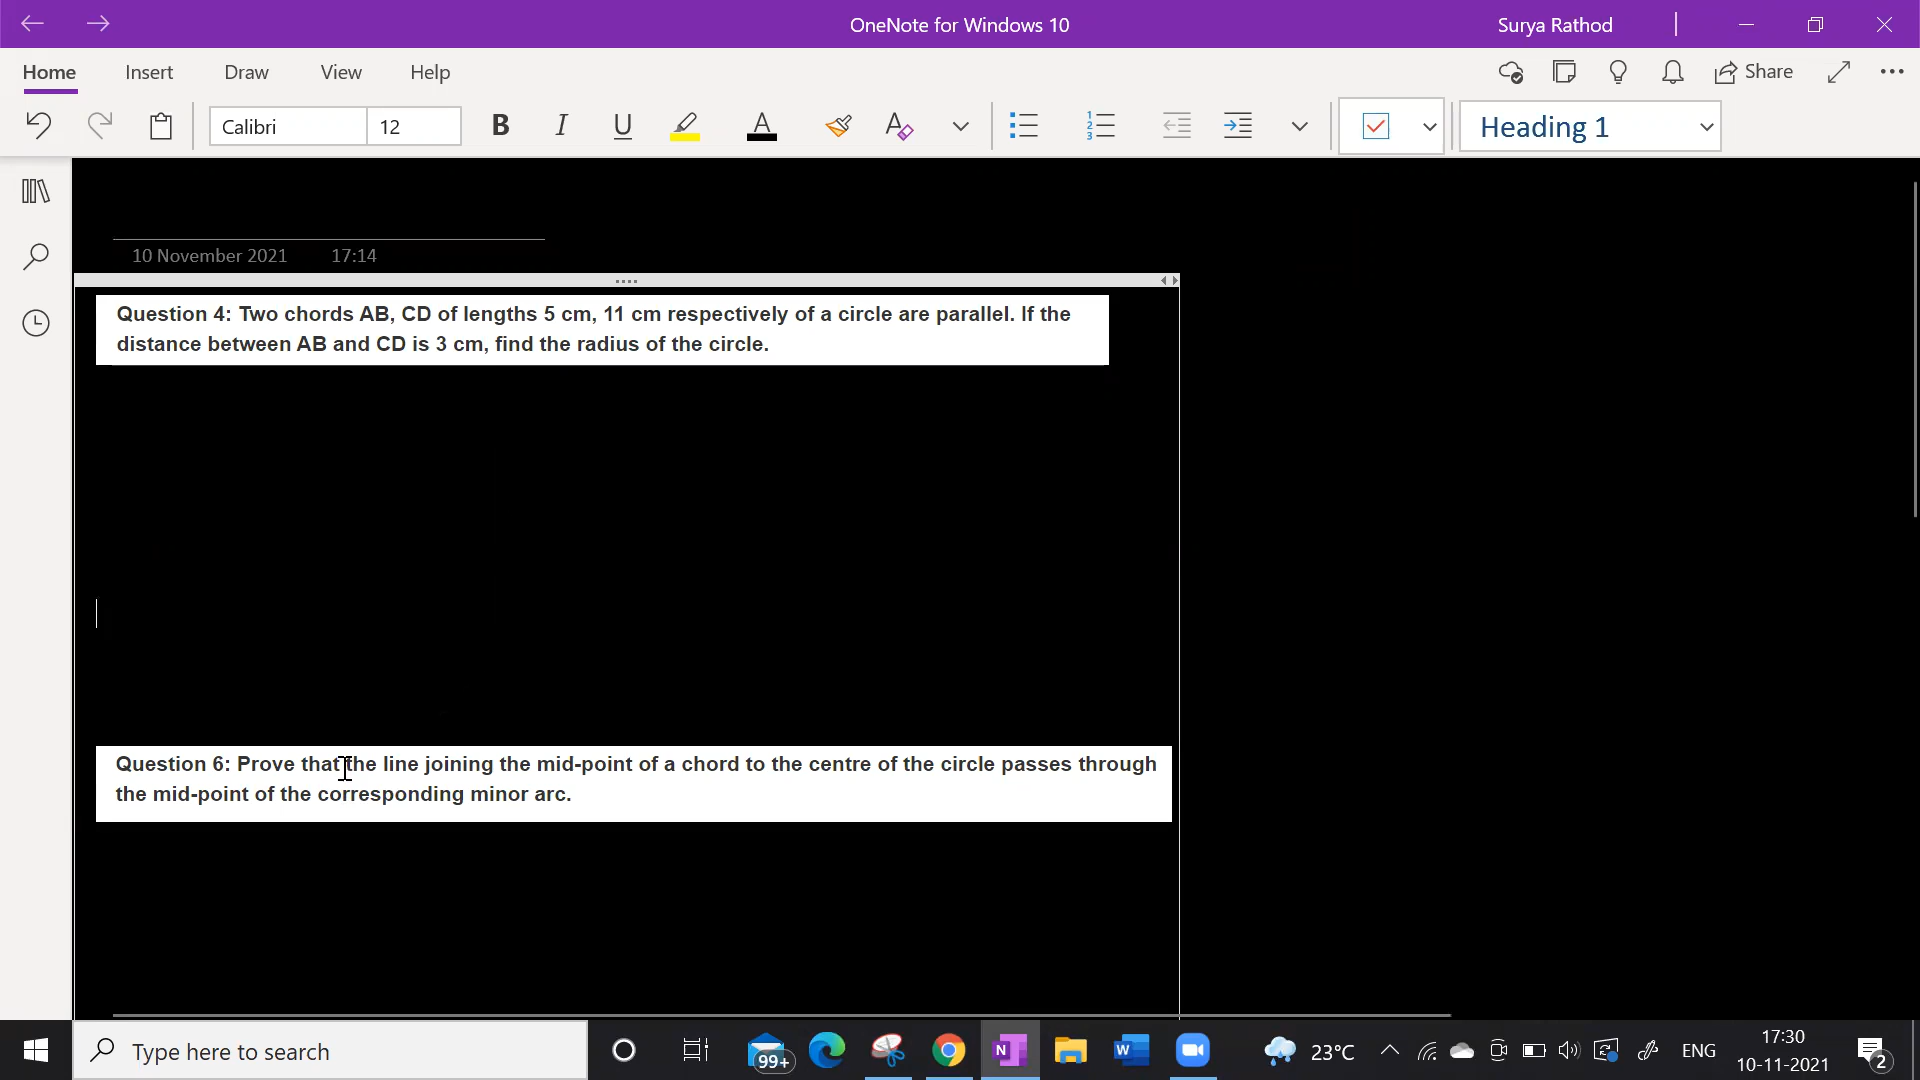 OneNote for Windows 10
Surya Rathod
Home Insert Draw View Help
Share
Calibri 12 B I U A A 1 2 3 Heading 1
10 November 2021 17:14
Question 4: Two chords AB, CD of lengths 5 cm, 11 cm respectively of a circle are parallel. If the
distance between AB and CD is 3 cm, find the radius of the circle.
Question 6: Prove that the line joining the mid-point of a chord to the centre of the circle passes through
the mid-point of the corresponding minor arc.
Type here to search
99+
N
W
23°C
ENG
17:30
10-11-2021
2